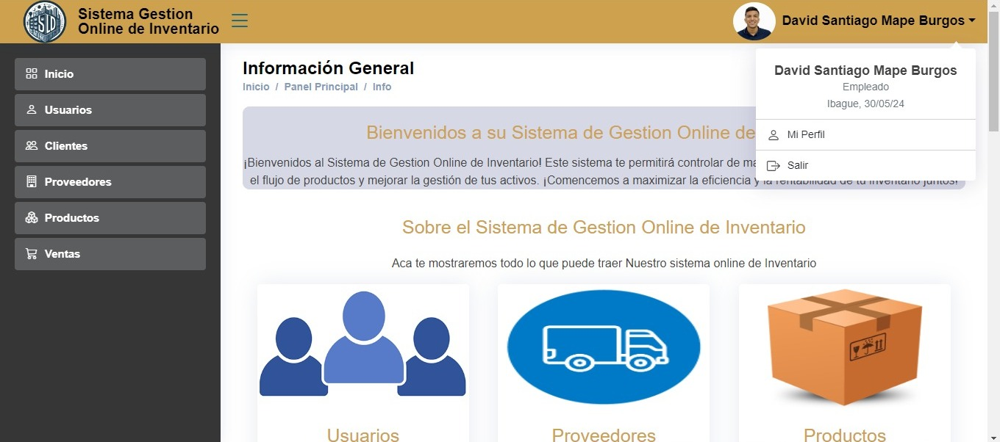 SLD
Sistema Gestion
Online de Inventario
David Santiago Mape Burgos
David Santiago Mape Burgos
Empleado
Ibague, 30/05/24
Mi Perfil
Salir
Inicio
Usuarios
Clientes
Proveedores
Productos
Ventas
Información General
Inicio / Panel Principal / Info
Bienvenidos a su Sistema de Gestion Online de
¡Bienvenidos al Sistema de Gestion Online de Inventario! Este sistema te permitirá controlar de
el flujo de productos y mejorar la gestión de tus activos. ¡Comencemos a maximizar la eficiencia y la rentabilidad de tu inventario juntos!
Sobre el Sistema de Gestion Online de Inventario
Aca te mostraremos todo lo que puede traer Nuestro sistema online de Inventario
Usuarios
Proveedores
Productos